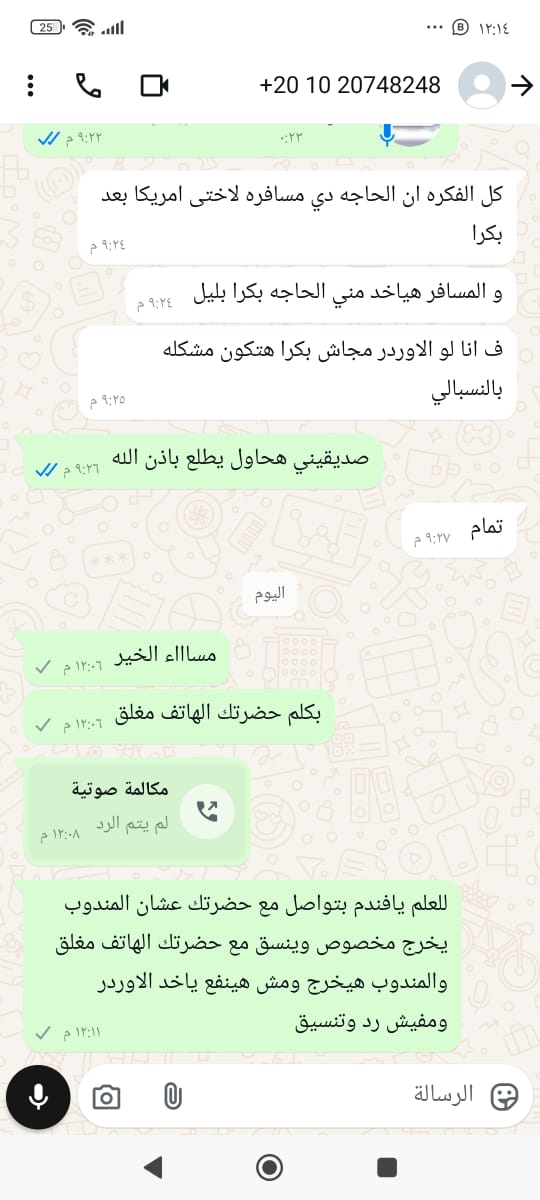 25
B
١٢:١٤
+20 10 20748248
٩:٢٢ م
٠:٢٣
كل الفكره ان الحاجه دي مسافره لاختى امريكا بعد
بكرا
٩:٢٤ م
و المسافر هياخد مني الحاجه بكرا بليل
٩:٢٤ م
ف انا لو الاوردر مجاش بكرا هتكون مشكله
بالنسبالي
٩:٢٥ م
صديقيني هحاول يطلع باذن الله
٩:٢٦ م
تمام
٩:٢٧ م
اليوم
مساااء الخير
١٢:٠٦ م
بكلم حضرتك الهاتف مغلق
١٢:٠٦ م
مكالمة صوتية
لم يتم الرد
١٢:٠٨ م
للعلم يافندم بتواصل مع حضرتك عشان المندوب
يخرج مخصوص وينسق مع حضرتك الهاتف مغلق
والمندوب هيخرج ومش هينفع ياخد الاوردر
ومفيش رد وتنسيق
١٢:١١ م
الرسالة